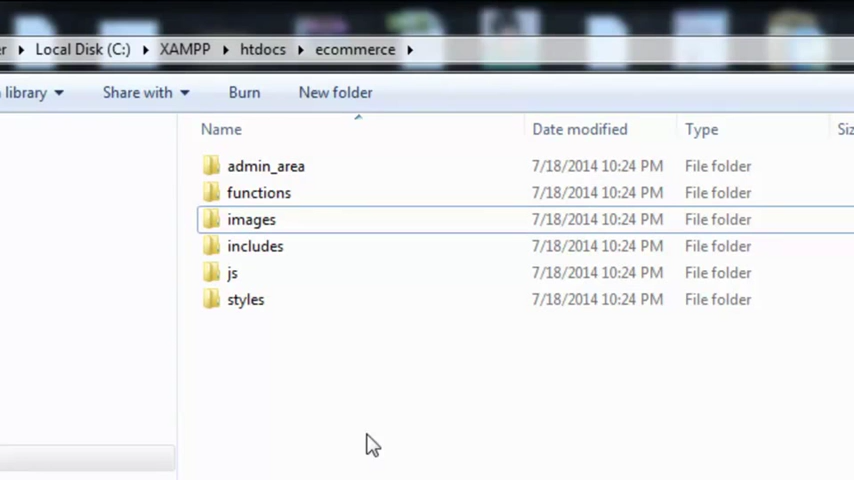 Local Disk (C:) XAMPP htdocs ecommerce
library Share with Burn New folder
Name Date modified Type
admin_area 7/18/2014 10:24 PM File folder
functions 7/18/2014 10:24 PM File folder
images 7/18/2014 10:24 PM File folder
includes 7/18/2014 10:24 PM File folder
js 7/18/2014 10:24 PM File folder
styles 7/18/2014 10:24 PM File folder